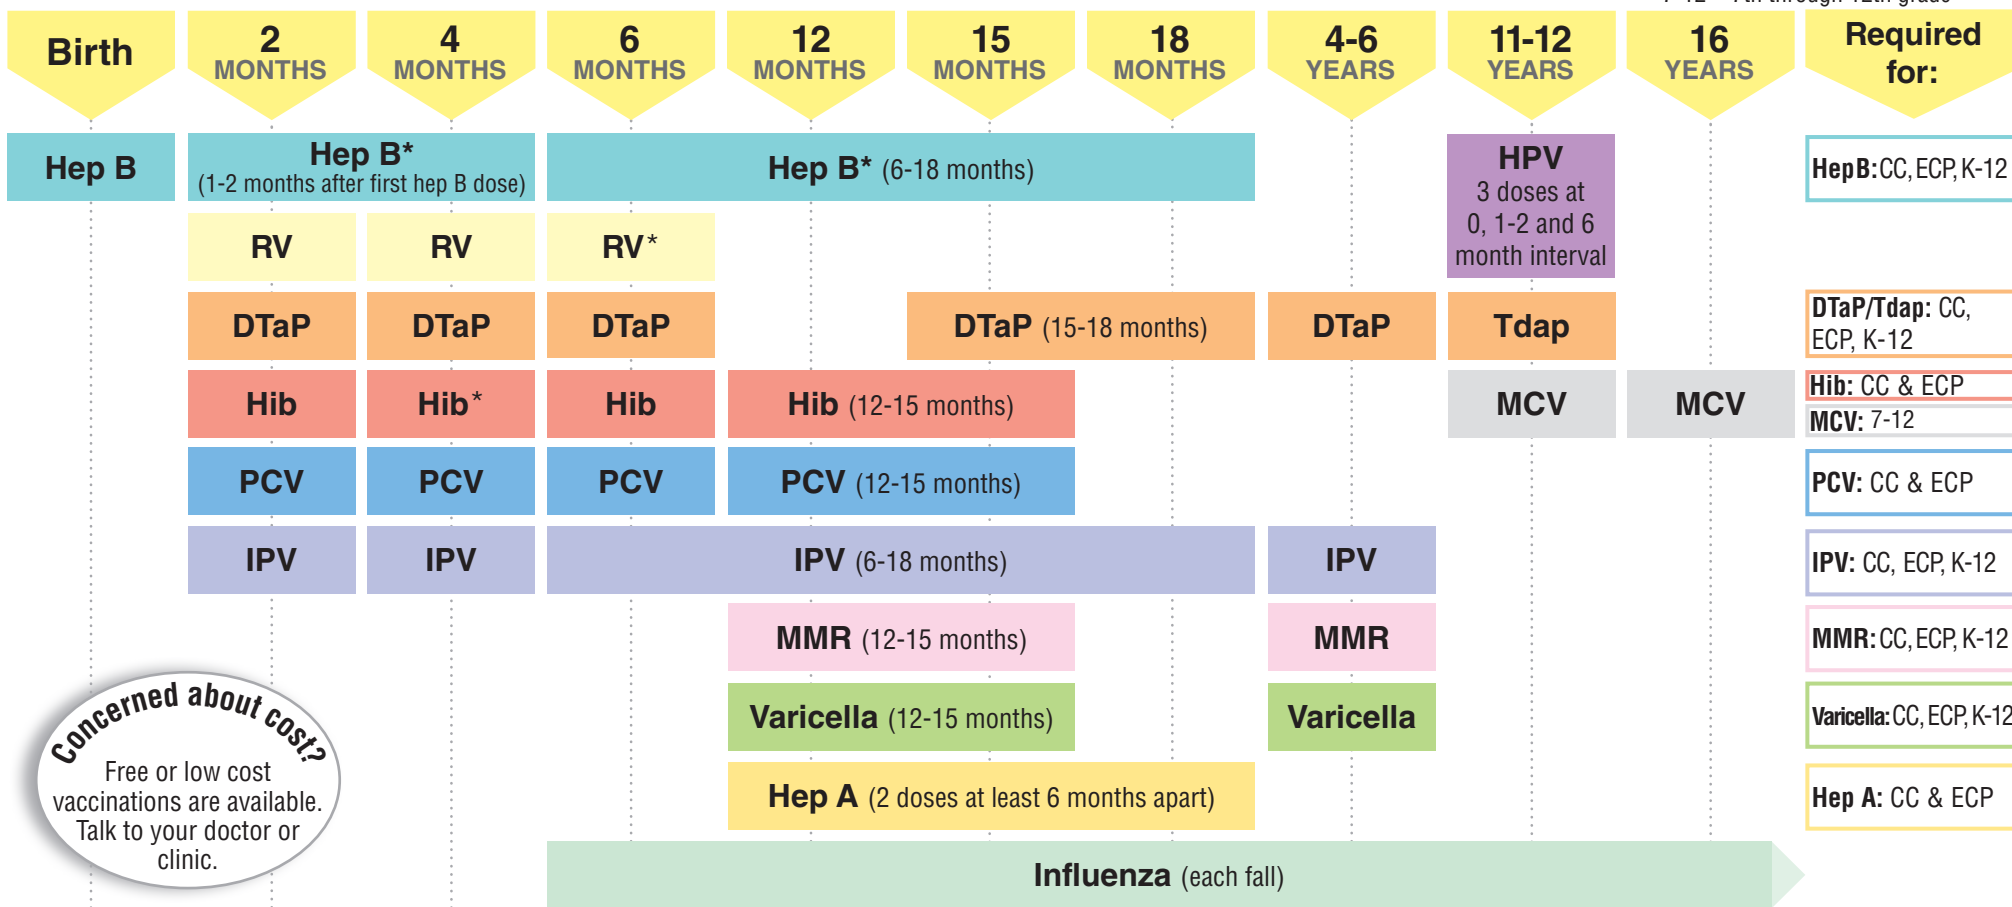 Birth
2
MONTHS
4
MONTHS
6
MONTHS
12
MONTHS
15
MONTHS
18
MONTHS
4-6
YEARS
11-12
YEARS
16
YEARS
Required
for:
Hep B
Hep B*
(1-2 months after first hep B dose)
Hep B* (6-18 months)
HPV
3 doses at
0, 1-2 and 6
month interval
HepB: CC, ECP, K-12
RV
RV
RV*
DTaP
DTaP
DTaP
DTaP (15-18 months)
DTaP
Tdap
DTaP/Tdap: CC,
ECP, K-12
Hib
Hib*
Hib
Hib (12-15 months)
MCV
MCV
Hib: CC & ECP
MCV: 7-12
PCV
PCV
PCV
PCV (12-15 months)
PCV: CC & ECP
IPV
IPV
IPV (6-18 months)
IPV
IPV: CC, ECP, K-12
MMR (12-15 months)
MMR
MMR: CC, ECP, K-12
Varicella (12-15 months)
Varicella
Varicella: CC, ECP, K-12
Hep A (2 doses at least 6 months apart)
Hep A: CC & ECP
Influenza (each fall)
Concerned about cost?
Free or low cost
vaccinations are available.
Talk to your doctor or
clinic.